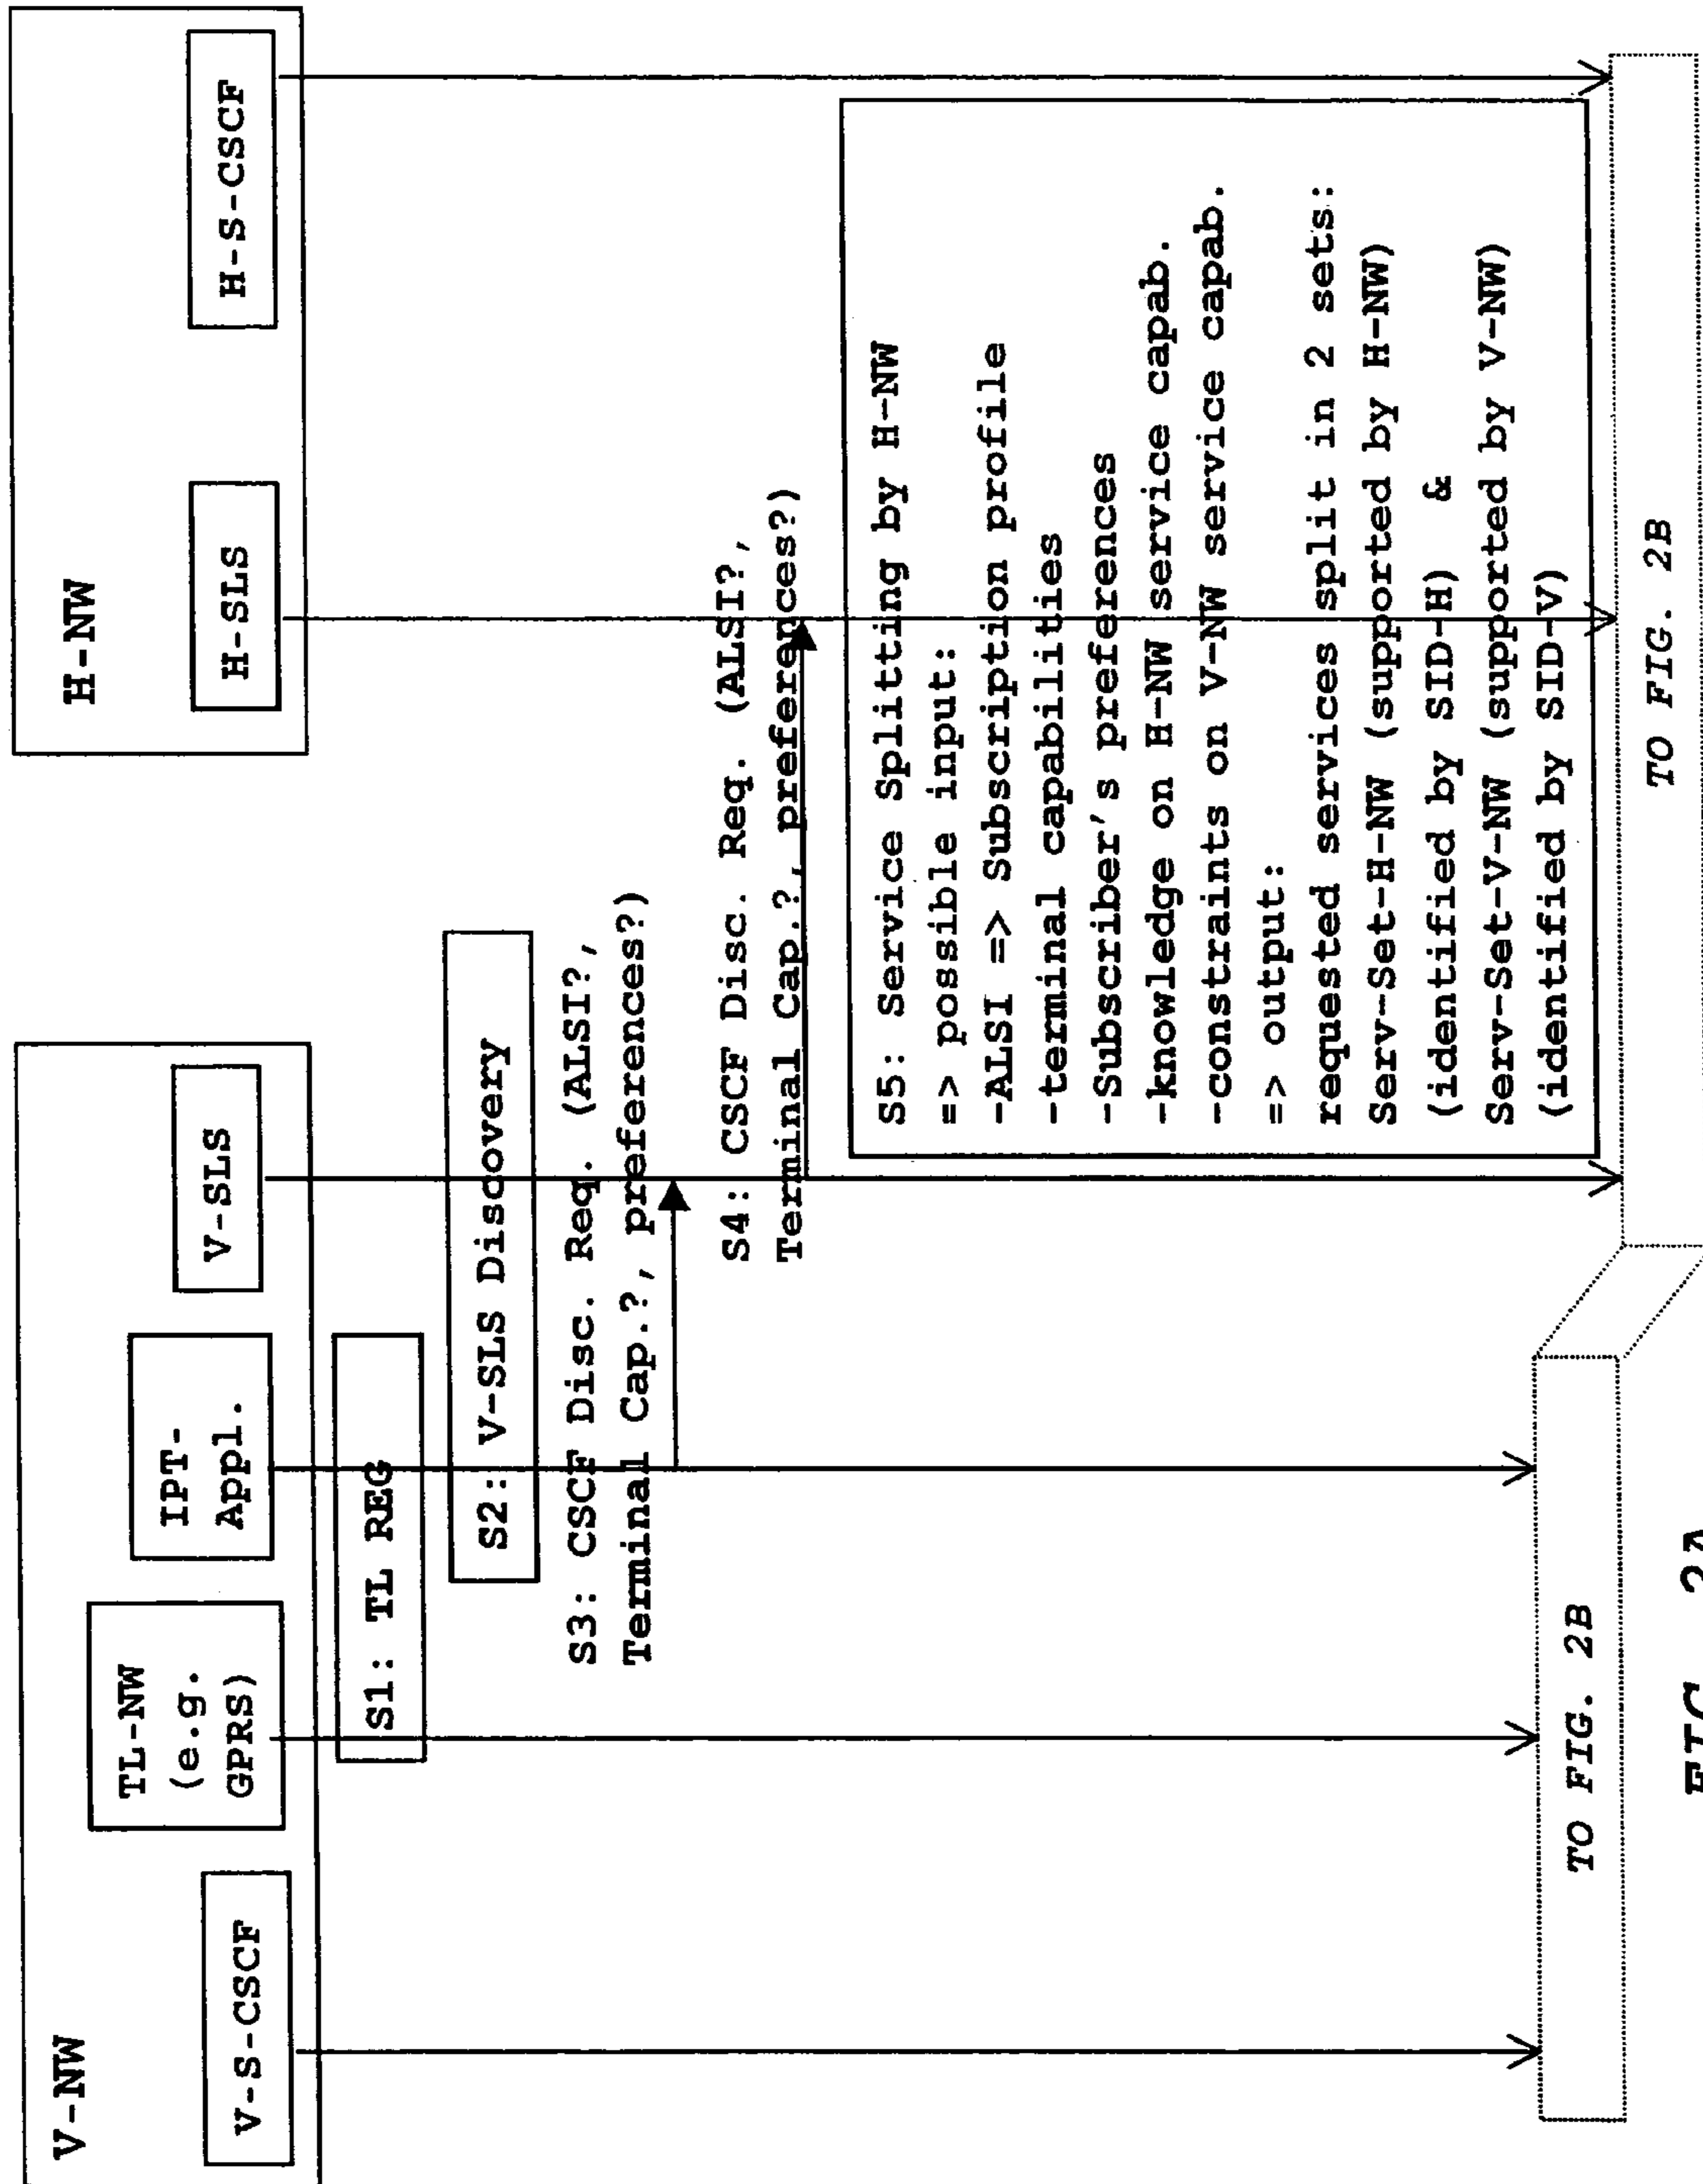 V-NW
V-S-CSCF
TL-NW
(e.g.
GPRS)
IPT-
Appl.
V-SLS
H-NW
H-SLS
H-S-CSCF
S1: TL REG
S2: V-SLS Discovery
S3: CSCF Disc. Req. (ALSI?,
Terminal Cap.?, preferences?)
S4: CSCF Disc. Req. (ALSI?,
Terminal Cap.?, preferences?)
S5: Service Splitting by H-NW
=> possible input:
-ALSI => Subscription profile
-terminal capabilities
-Subscriber's preferences
-knowledge on H-NW service capab.
-constraints on V-NW service capab.
=> output:
requested services split in 2 sets:
Serv-Set-H-NW (supported by H-NW)
(identified by SID-H) &
Serv-Set-V-NW (supported by V-NW)
(identified by SID-V)
TO FIG. 2B
TO FIG. 2B
FIG. 2A